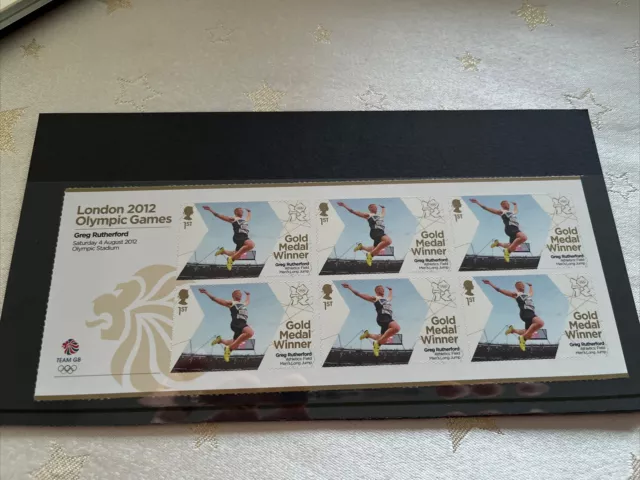 London 2012
Olympic Games
Greg Rutherford
Saturday 4 August 2012
Olympic Stadium
TEAM GB
1ST
Gold
Medal
Winner
Greg Rutherford
Athletics Field
Men's Long Jump
1ST
Gold
Medal
Winner
Greg Rutherford
Athletics Field
Men's Long Jump
1ST
Gold
Medal
Winner
Greg Rutherford
Athletics Field
Men's Long Jump
1ST
Gold
Medal
Winner
Greg Rutherford
Athletics Field
Men's Long Jump
1ST
Gold
Medal
Winner
Greg Rutherford
Athletics Field
Men's Long Jump
1ST
Gold
Medal
Winner
Greg Rutherford
Athletics Field
Men's Long Jump